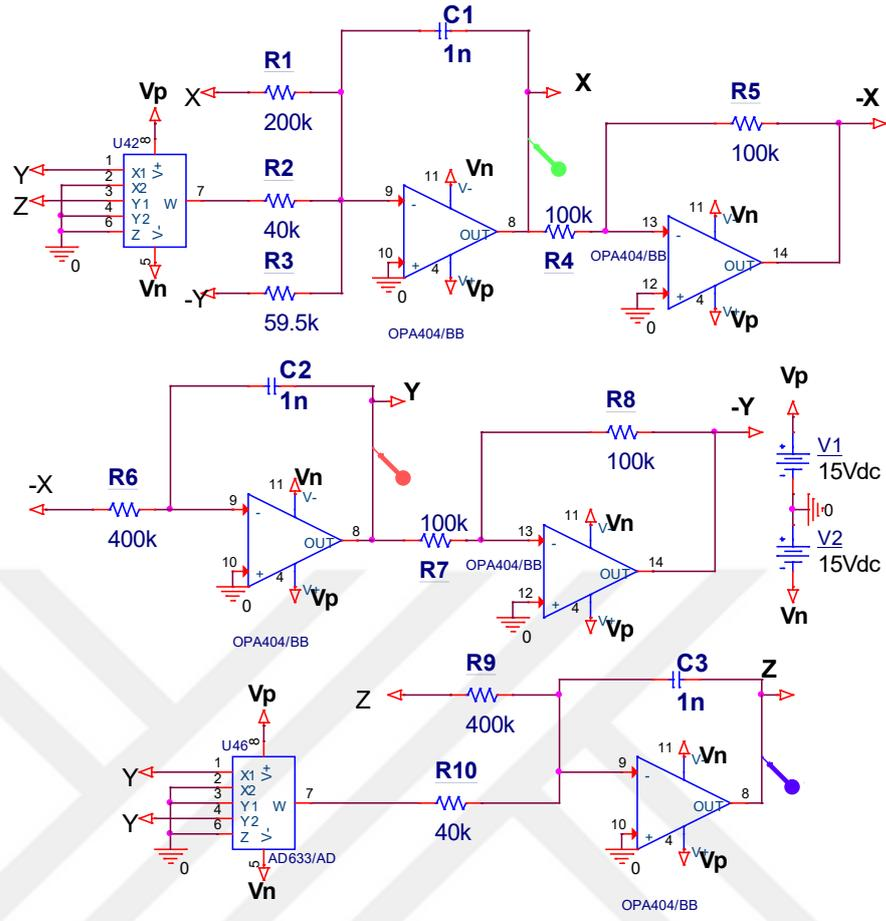 C1
1n
R1
X
200k
X
R5
100k
-X
Vp
U42
8
V+
1
X1
Y
2
X2
3
Y1
Z
4
Y2
6
Z
W
7
V-
5
Vn
0
R2
40k
R3
-Y
59.5k
11
Vn
V-
9
-
10
+
OUT
8
4
V+
Vp
0
OPA404/BB
100k
R4
OPA404/BB
11
Vn
V-
13
-
12
+
OUT
14
4
V+
Vp
0
C2
1n
Y
R6
-X
400k
11
Vn
V-
9
-
10
+
OUT
8
4
V+
Vp
0
OPA404/BB
R8
100k
-Y
100k
R7
OPA404/BB
11
Vn
V-
13
-
12
+
OUT
14
4
V+
Vp
0
Vp
+
-
V1
15Vdc
0
+
-
V2
15Vdc
Vn
Vp
U46
8
V+
1
X1
Y
2
X2
3
Y1
4
Y2
Y
6
Z
W
7
V-
5
AD633/AD
Vn
0
R9
Z
400k
R10
40k
C3
1n
Z
11
Vn
V-
9
-
10
+
OUT
8
4
V+
Vp
0
OPA404/BB